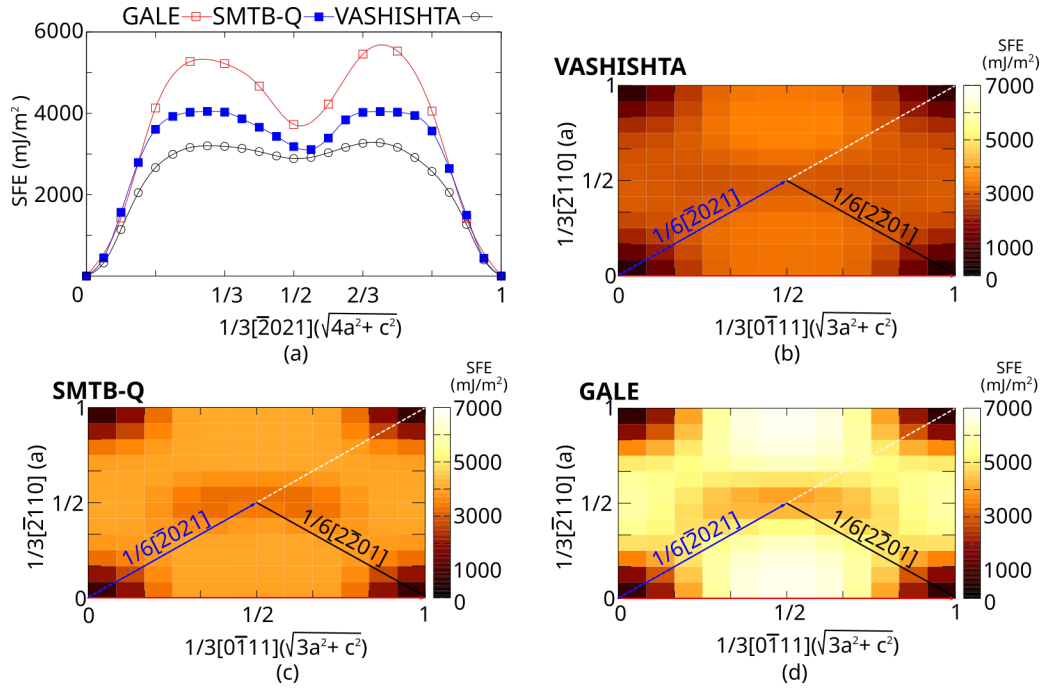 GALE SMTB-Q VASHISHTA
6000
4000
2000
0
SFE (mJ/m²)
0 1/3 1/2 2/3 1
1/3[2̅021](√4a²+ c²)
(a)
VASHISHTA
SFE
(mJ/m²)
1
1/2
0
1/3[2̅110] (a)
1/6[2̅021]
1/6[22̅01]
7000
5000
3000
1000
0
0 1/2 1
1/3[01̅11](√3a²+ c²)
(b)
SMTB-Q
SFE
(mJ/m²)
1
1/2
0
1/3[2̅110] (a)
1/6[2̅021]
1/6[22̅01]
7000
5000
3000
1000
0
0 1/2 1
1/3[01̅11](√3a²+ c²)
(c)
GALE
SFE
(mJ/m²)
1
1/2
0
1/3[2̅110] (a)
1/6[2̅021]
1/6[22̅01]
7000
5000
3000
1000
0
0 1/2 1
1/3[01̅11](√3a²+ c²)
(d)